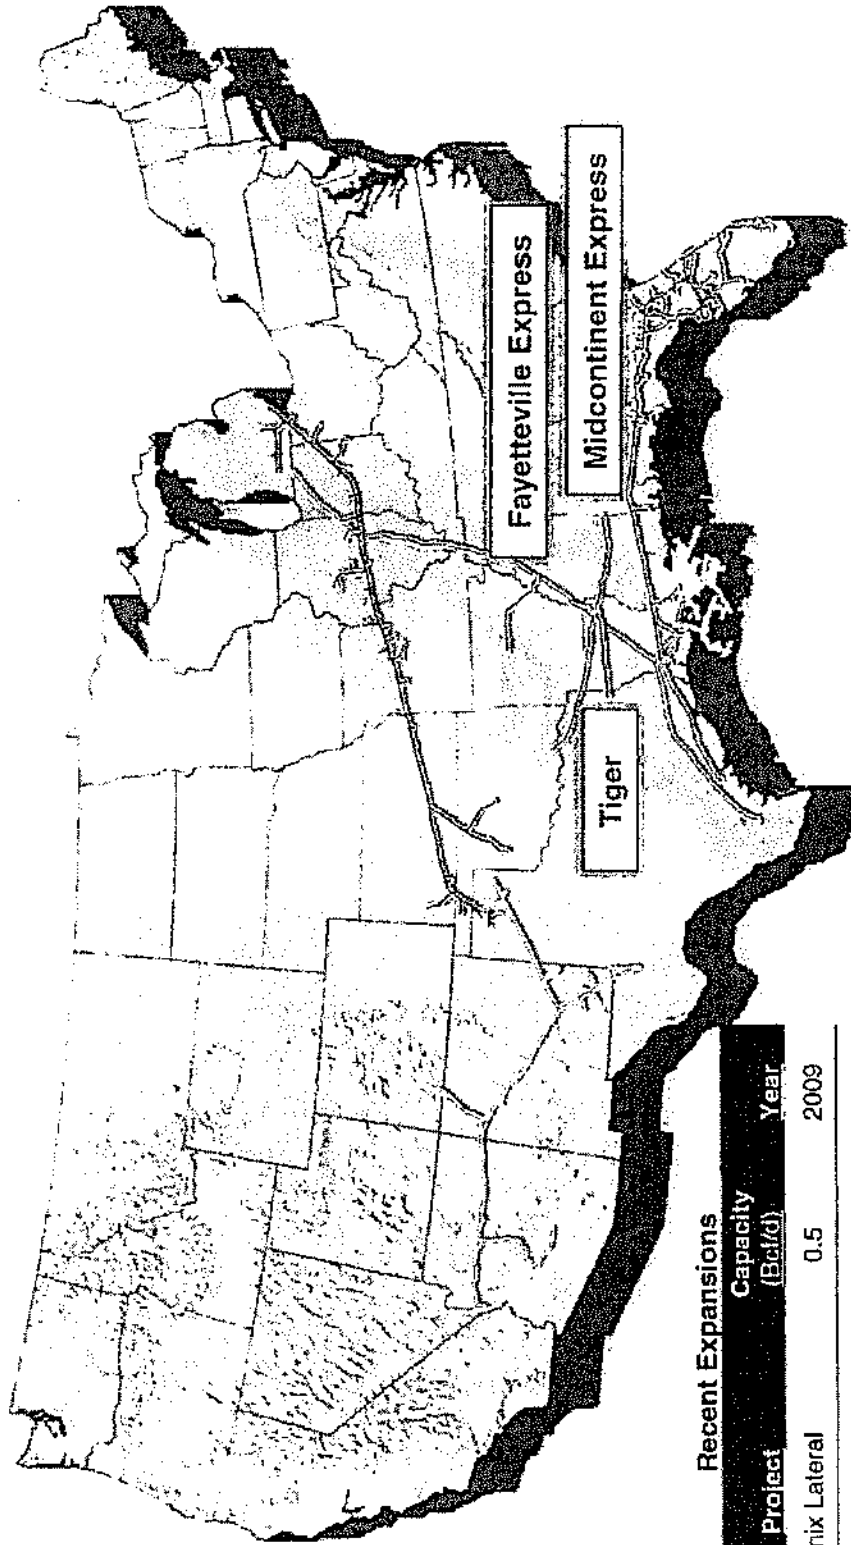 Fayetteville Express
Midcontinent Express
Tiger
Recent Expansions
Project Capacity (Bcf/d) Year
nix Lateral 0.5 2009